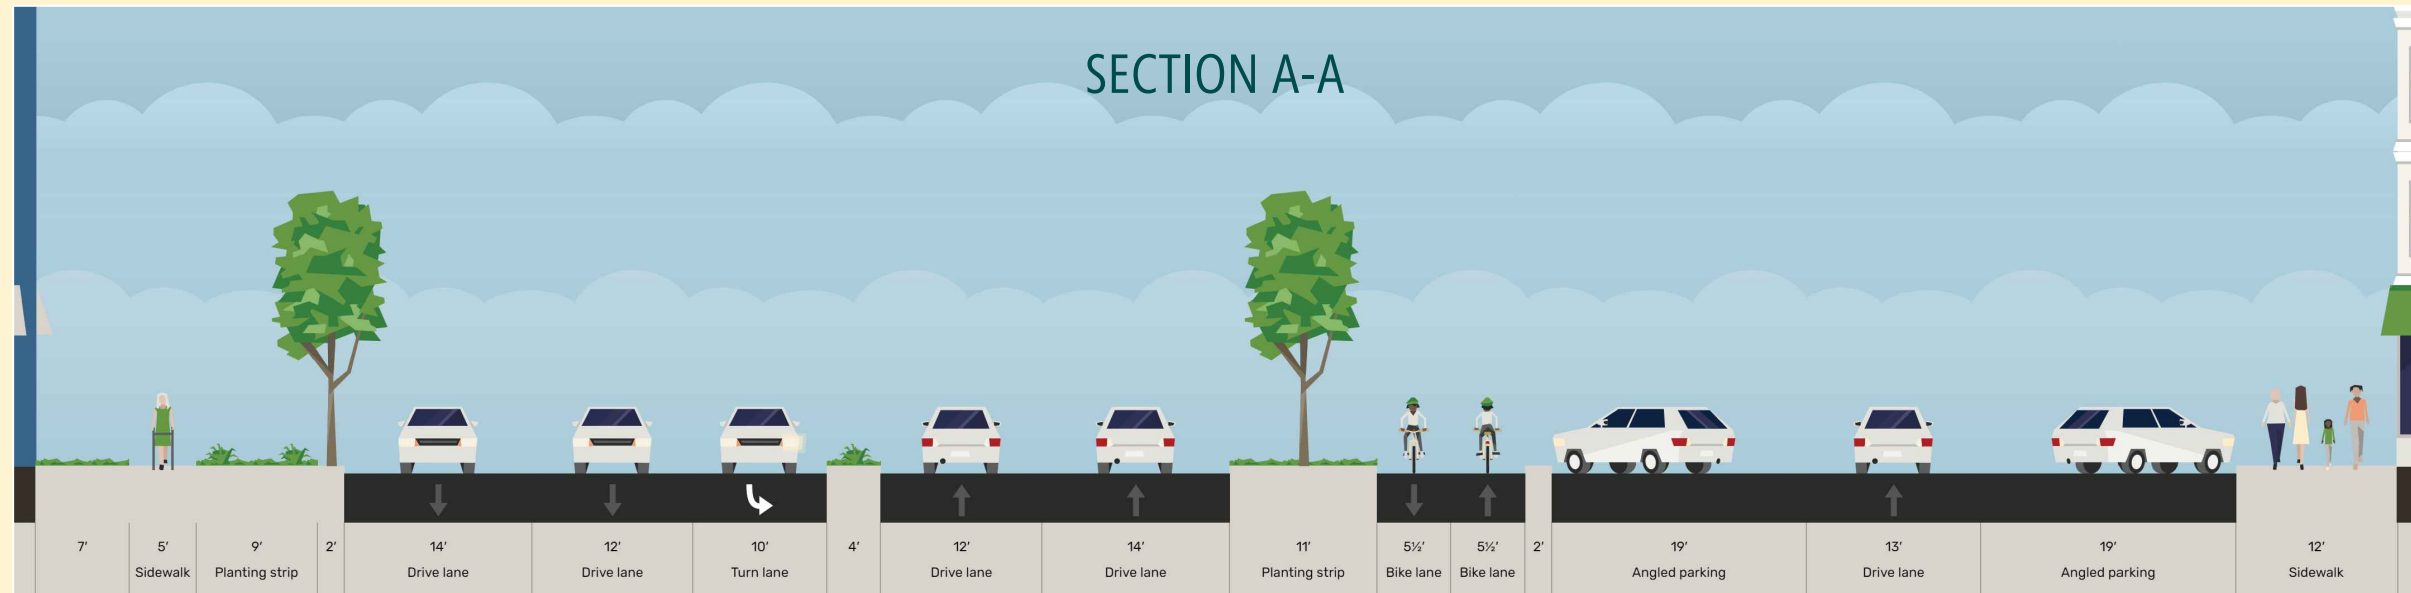 SECTION A-A
7' 5' 9' 2' 14' 12' 10' 4' 12' 14' 11' 5½' 5½' 2' 19' 13' 19' 12'
Sidewalk Planting strip Drive lane Drive lane Turn lane Drive lane Drive lane Planting strip Bike lane Bike lane Angled parking Drive lane Angled parking Sidewalk